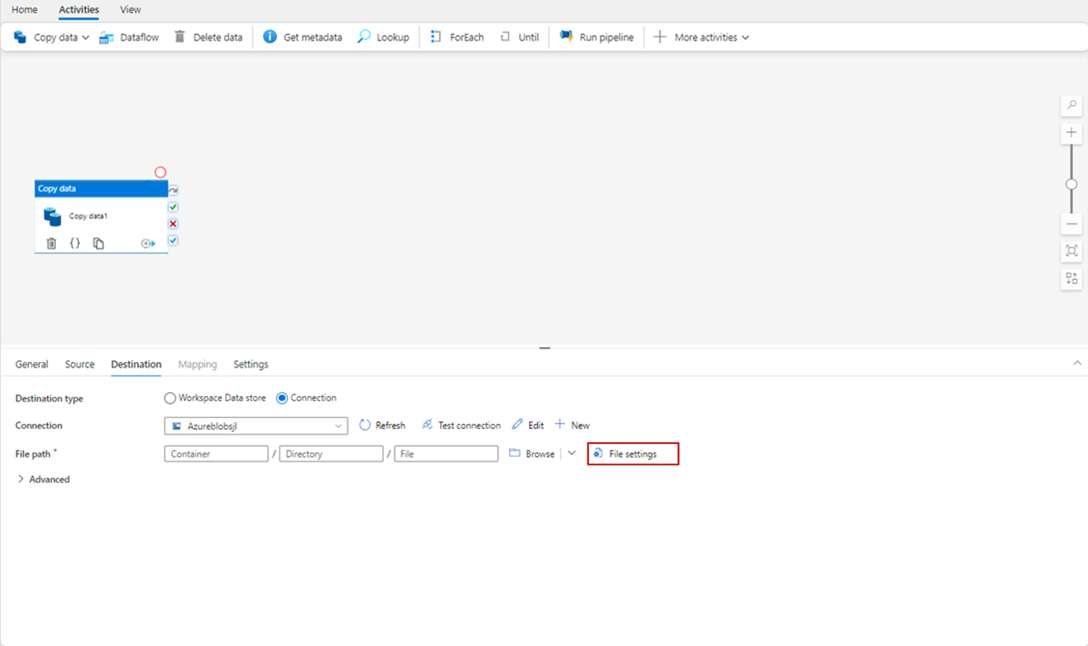 Home Activities View
Copy data Dataflow Delete data Get metadata Lookup ForEach Until Run pipeline More activities
Copy data
Copy data1
{}
General Source Destination Mapping Settings
Destination type Workspace Data store Connection
Connection Azureblobsjl Refresh Test connection Edit New
File path * Container / Directory / File Browse File settings
Advanced